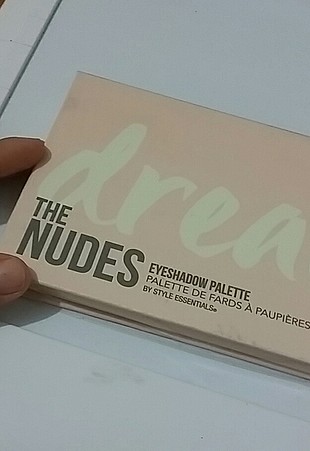 drea
THE
NUDES
EYESHADOW PALETTE
PALETTE DE FARDS À PAUPIÈRES
BY STYLE ESSENTIALS®